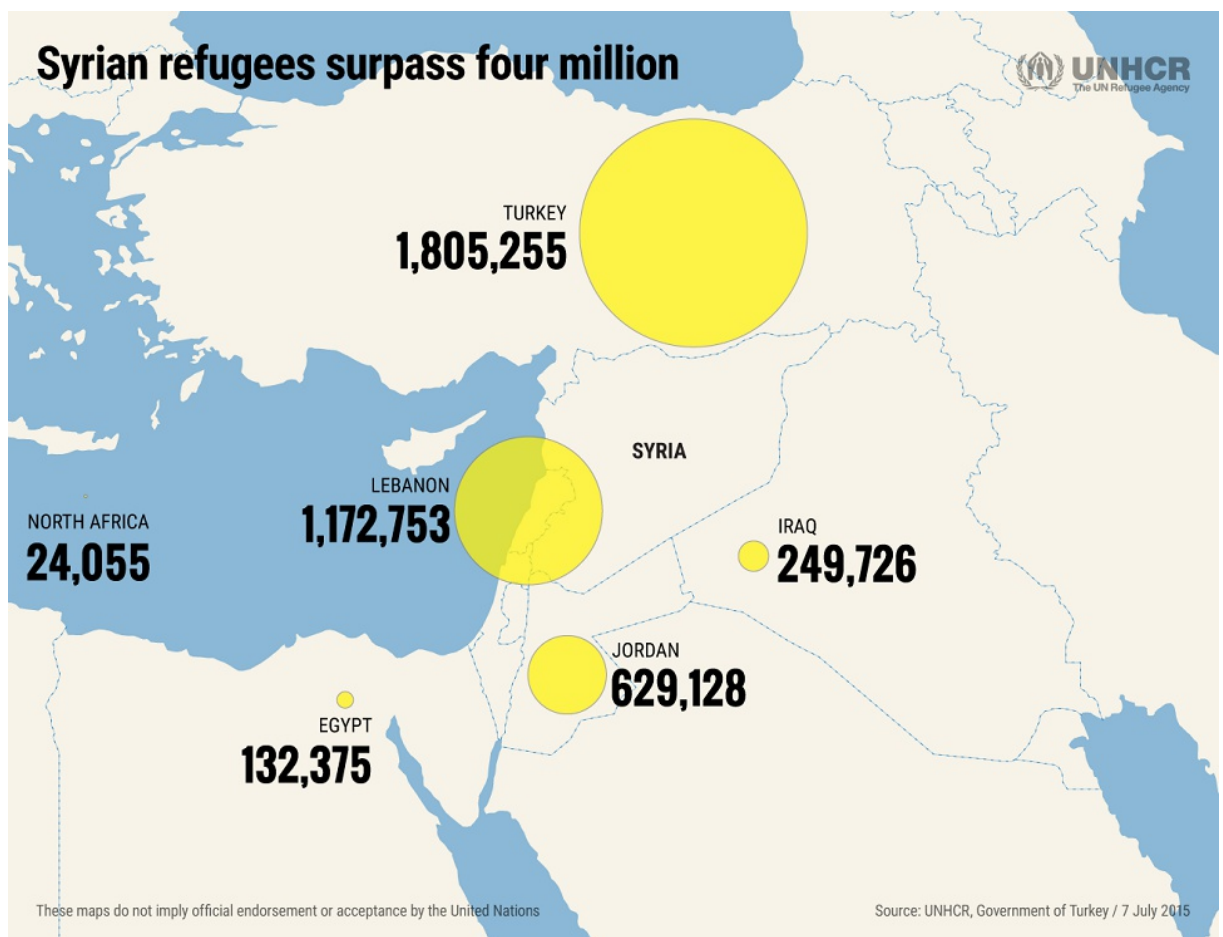 Syrian refugees surpass four million
UNHCR
The UN Refugee Agency
TURKEY
1,805,255
SYRIA
LEBANON
1,172,753
NORTH AFRICA
24,055
IRAQ
249,726
JORDAN
629,128
EGYPT
132,375
These maps do not imply official endorsement or acceptance by the United Nations
Source: UNHCR, Government of Turkey / 7 July 2015